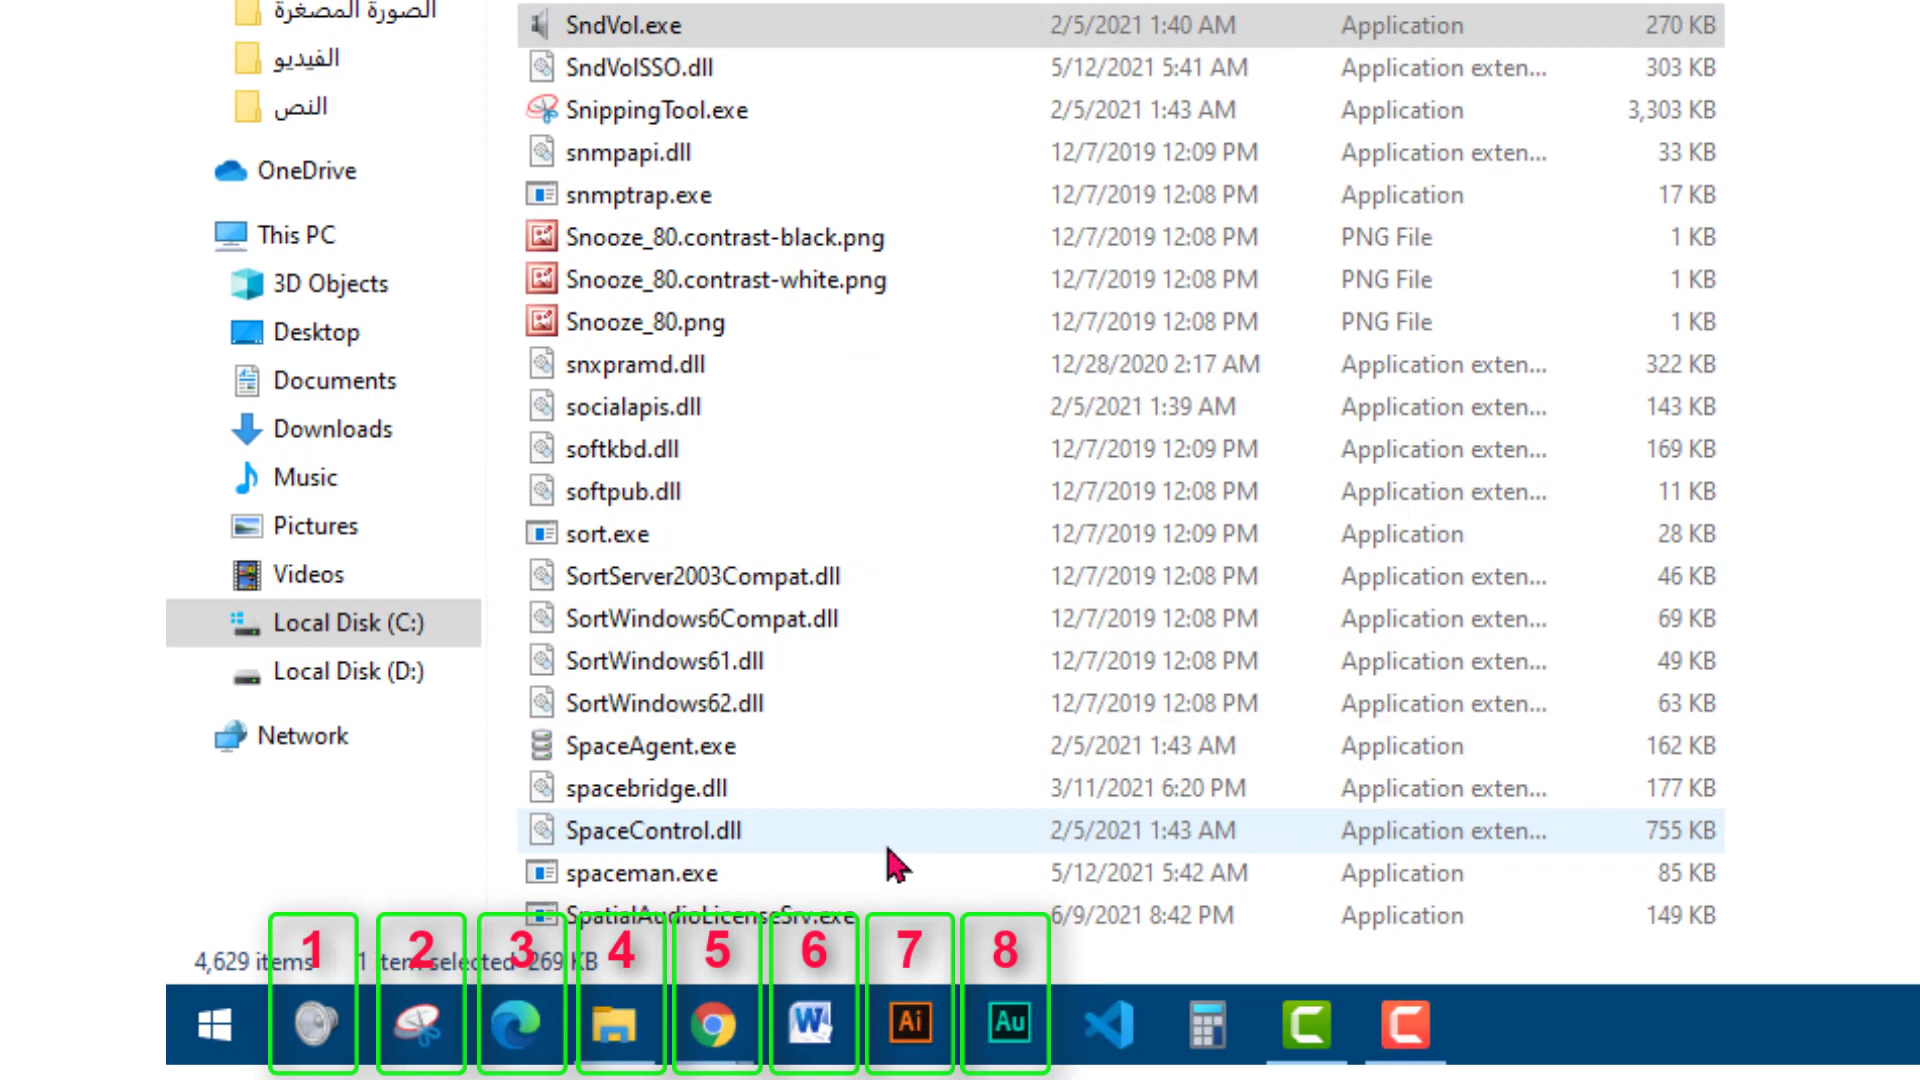 الصورة المصغرة
الفيديو
النص
OneDrive
This PC
3D Objects
Desktop
Documents
Downloads
Music
Pictures
Videos
Local Disk (C:)
Local Disk (D:)
Network
SndVol.exe 2/5/2021 1:40 AM Application 270 KB
SndVolSSO.dll 5/12/2021 5:41 AM Application exten... 303 KB
SnippingTool.exe 2/5/2021 1:43 AM Application 3,303 KB
snmpapi.dll 12/7/2019 12:09 PM Application exten... 33 KB
snmptrap.exe 12/7/2019 12:08 PM Application 17 KB
Snooze_80.contrast-black.png 12/7/2019 12:08 PM PNG File 1 KB
Snooze_80.contrast-white.png 12/7/2019 12:08 PM PNG File 1 KB
Snooze_80.png 12/7/2019 12:08 PM PNG File 1 KB
snxpramd.dll 12/28/2020 2:17 AM Application exten... 322 KB
socialapis.dll 2/5/2021 1:39 AM Application exten... 143 KB
softkbd.dll 12/7/2019 12:09 PM Application exten... 169 KB
softpub.dll 12/7/2019 12:08 PM Application exten... 11 KB
sort.exe 12/7/2019 12:09 PM Application 28 KB
SortServer2003Compat.dll 12/7/2019 12:08 PM Application exten... 46 KB
SortWindows6Compat.dll 12/7/2019 12:08 PM Application exten... 69 KB
SortWindows61.dll 12/7/2019 12:08 PM Application exten... 49 KB
SortWindows62.dll 12/7/2019 12:08 PM Application exten... 63 KB
SpaceAgent.exe 2/5/2021 1:43 AM Application 162 KB
spacebridge.dll 3/11/2021 6:20 PM Application exten... 177 KB
SpaceControl.dll 2/5/2021 1:43 AM Application exten... 755 KB
spaceman.exe 5/12/2021 5:42 AM Application 85 KB
SpatialAudioLicenseSrv.exe 6/9/2021 8:42 PM Application 149 KB
4,629 items 1 item selected 269 KB
1 2 3 4 5 6 7 8
W Ai Au